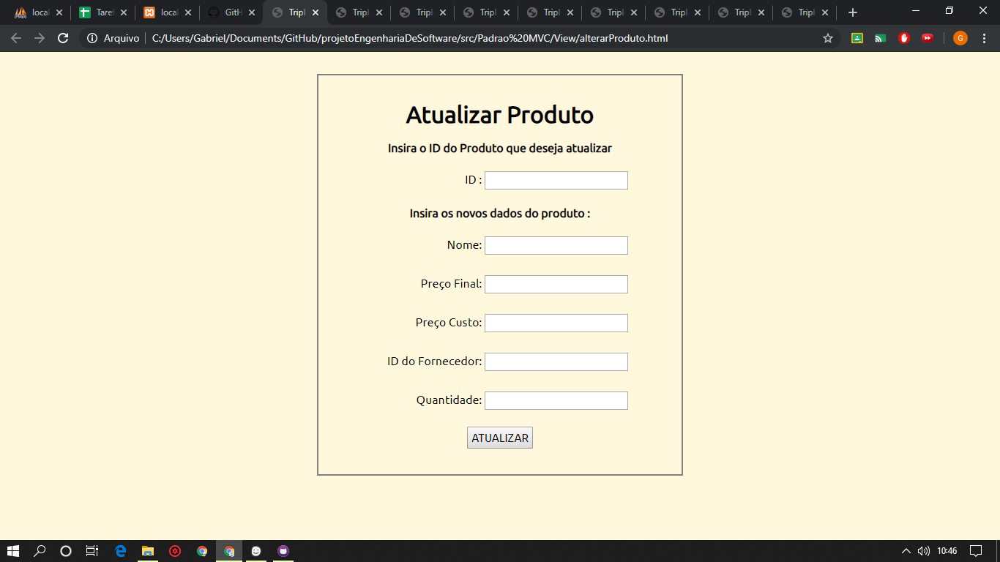 local Tare local GitH Tripl Tripl Tripl Tripl Tripl Tripl Tripl Tripl Tripl
Arquivo C:/Users/Gabriel/Documents/GitHub/projetoEngenhariaDeSoftware/src/Padrao%20MVC/View/alterarProduto.html G
Atualizar Produto
Insira o ID do Produto que deseja atualizar
ID :
Insira os novos dados do produto :
Nome:
Preço Final:
Preço Custo:
ID do Fornecedor:
Quantidade:
ATUALIZAR
10:46